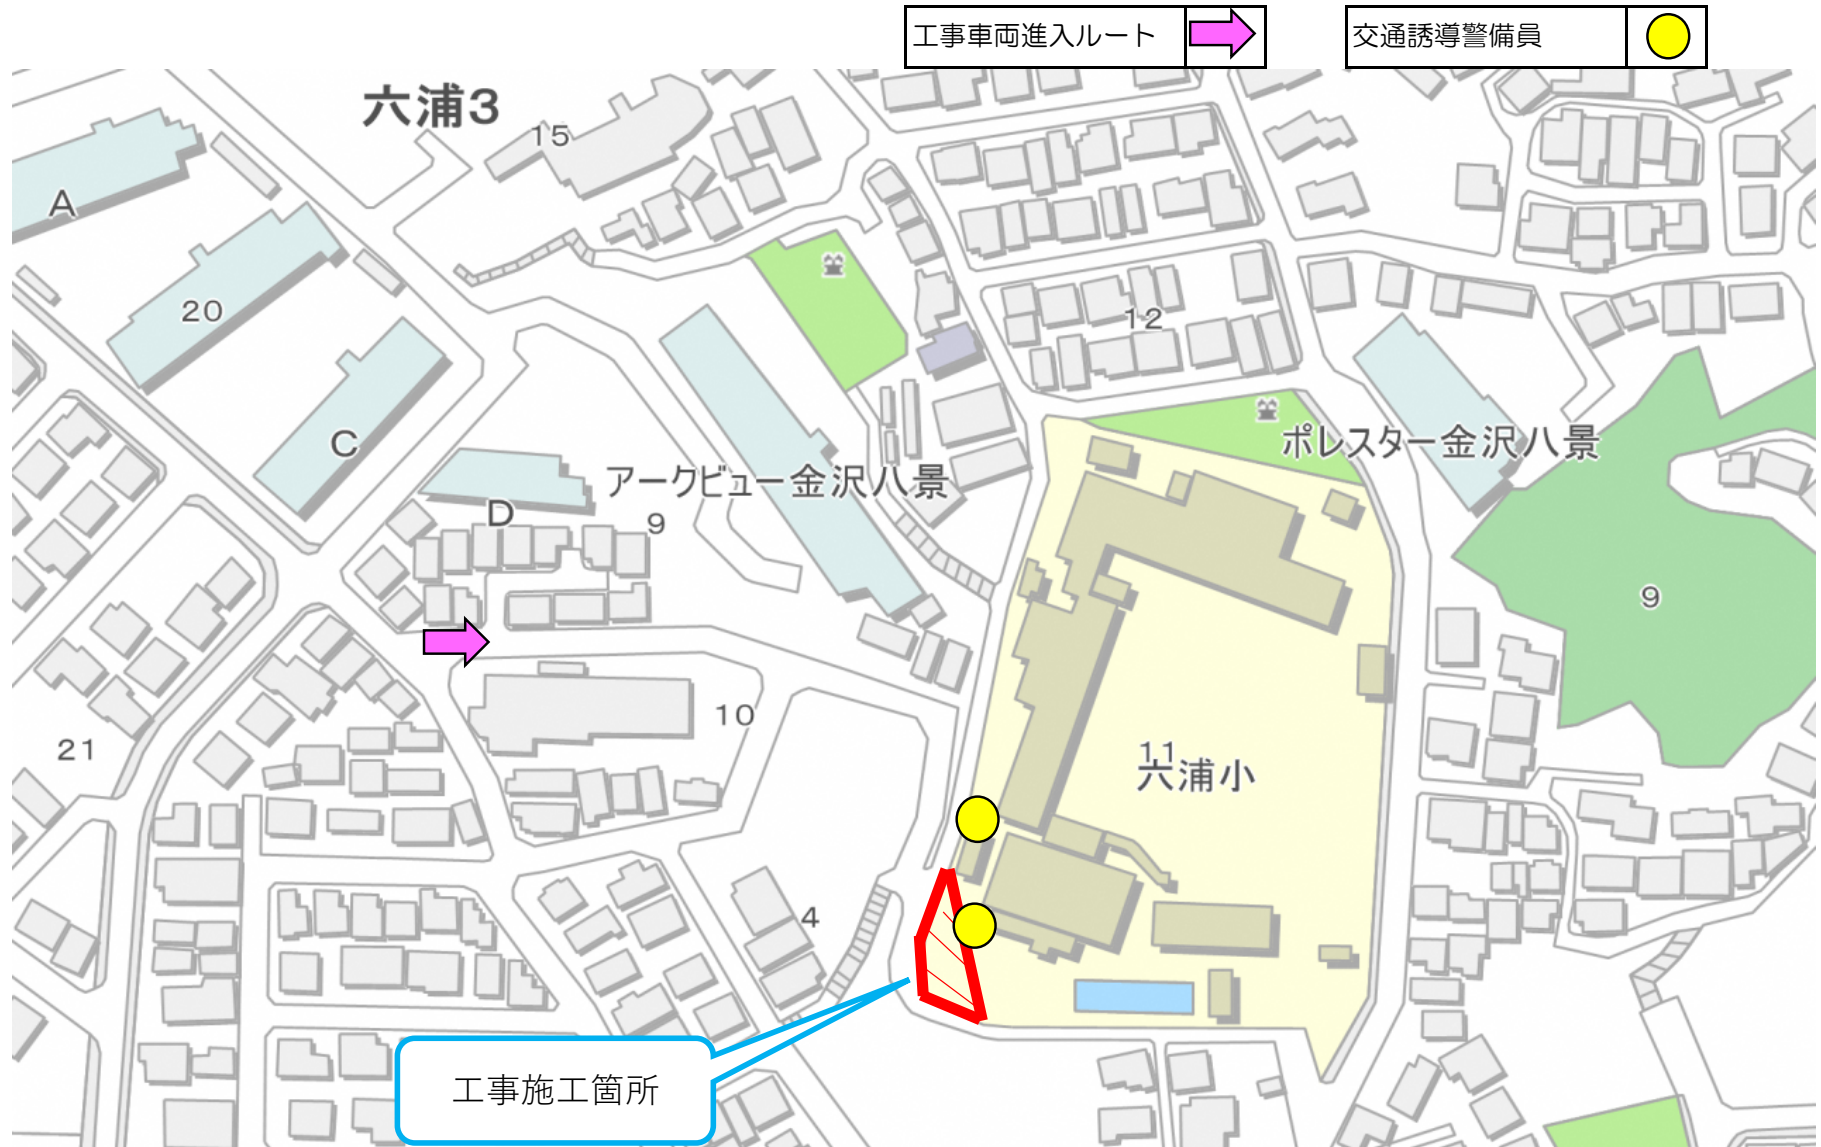 工事車両進入ルート
交通誘導警備員
六浦3
15
A
20
12
C
ポレスター金沢八景
アークビュー金沢八景
D
9
9
10
21
11
六浦小
4
工事施工箇所